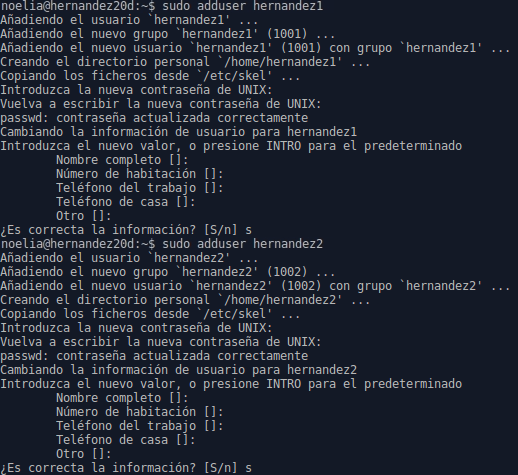 noelia@hernandez20d:~$ sudo adduser hernandez1
Añadiendo el usuario `hernandez1' ...
Añadiendo el nuevo grupo `hernandez1' (1001) ...
Añadiendo el nuevo usuario `hernandez1' (1001) con grupo `hernandez1' ...
Creando el directorio personal `/home/hernandez1' ...
Copiando los ficheros desde `/etc/skel' ...
Introduzca la nueva contraseña de UNIX:
Vuelva a escribir la nueva contraseña de UNIX:
passwd: contraseña actualizada correctamente
Cambiando la información de usuario para hernandez1
Introduzca el nuevo valor, o presione INTRO para el predeterminado
        Nombre completo []:
        Número de habitación []:
        Teléfono del trabajo []:
        Teléfono de casa []:
        Otro []:
¿Es correcta la información? [S/n] s
noelia@hernandez20d:~$ sudo adduser hernandez2
Añadiendo el usuario `hernandez2' ...
Añadiendo el nuevo grupo `hernandez2' (1002) ...
Añadiendo el nuevo usuario `hernandez2' (1002) con grupo `hernandez2' ...
Creando el directorio personal `/home/hernandez2' ...
Copiando los ficheros desde `/etc/skel' ...
Introduzca la nueva contraseña de UNIX:
Vuelva a escribir la nueva contraseña de UNIX:
passwd: contraseña actualizada correctamente
Cambiando la información de usuario para hernandez2
Introduzca el nuevo valor, o presione INTRO para el predeterminado
        Nombre completo []:
        Número de habitación []:
        Teléfono del trabajo []:
        Teléfono de casa []:
        Otro []:
¿Es correcta la información? [S/n] s